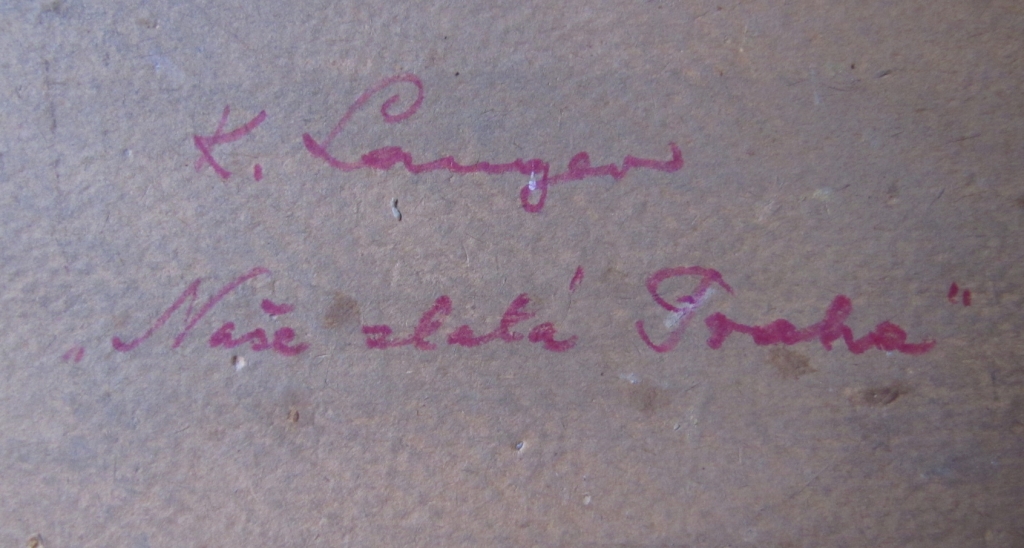 K. Langer
„Naše zlatá Praha"